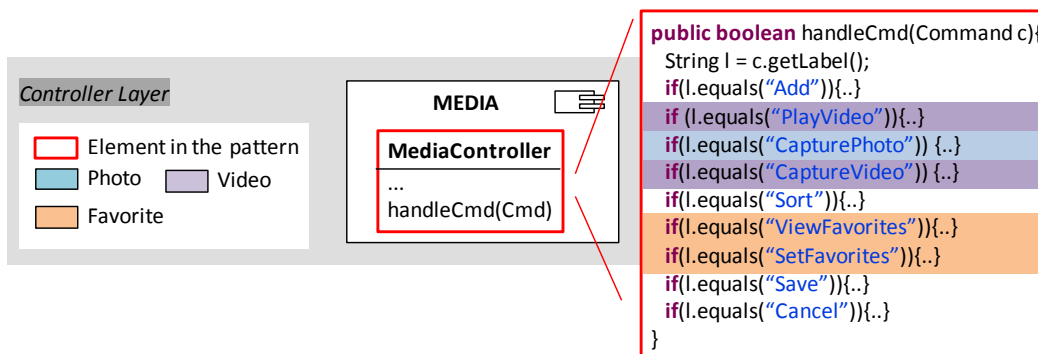 Controller Layer
Element in the pattern
Photo
Video
Favorite
MEDIA
MediaController
...
handleCmd(Cmd)
public boolean handleCmd(Command c){
String l = c.getLabel();
if(l.equals(“Add”)){..}
if (l.equals(“PlayVideo”)){..}
if(l.equals(“CapturePhoto”)) {..}
if(l.equals(“CaptureVideo”)) {..}
if(l.equals(“Sort”)){..}
if(l.equals(“ViewFavorites”)){..}
if(l.equals(“SetFavorites”)){..}
if(l.equals(“Save”)){..}
if(l.equals(“Cancel”)){..}
}